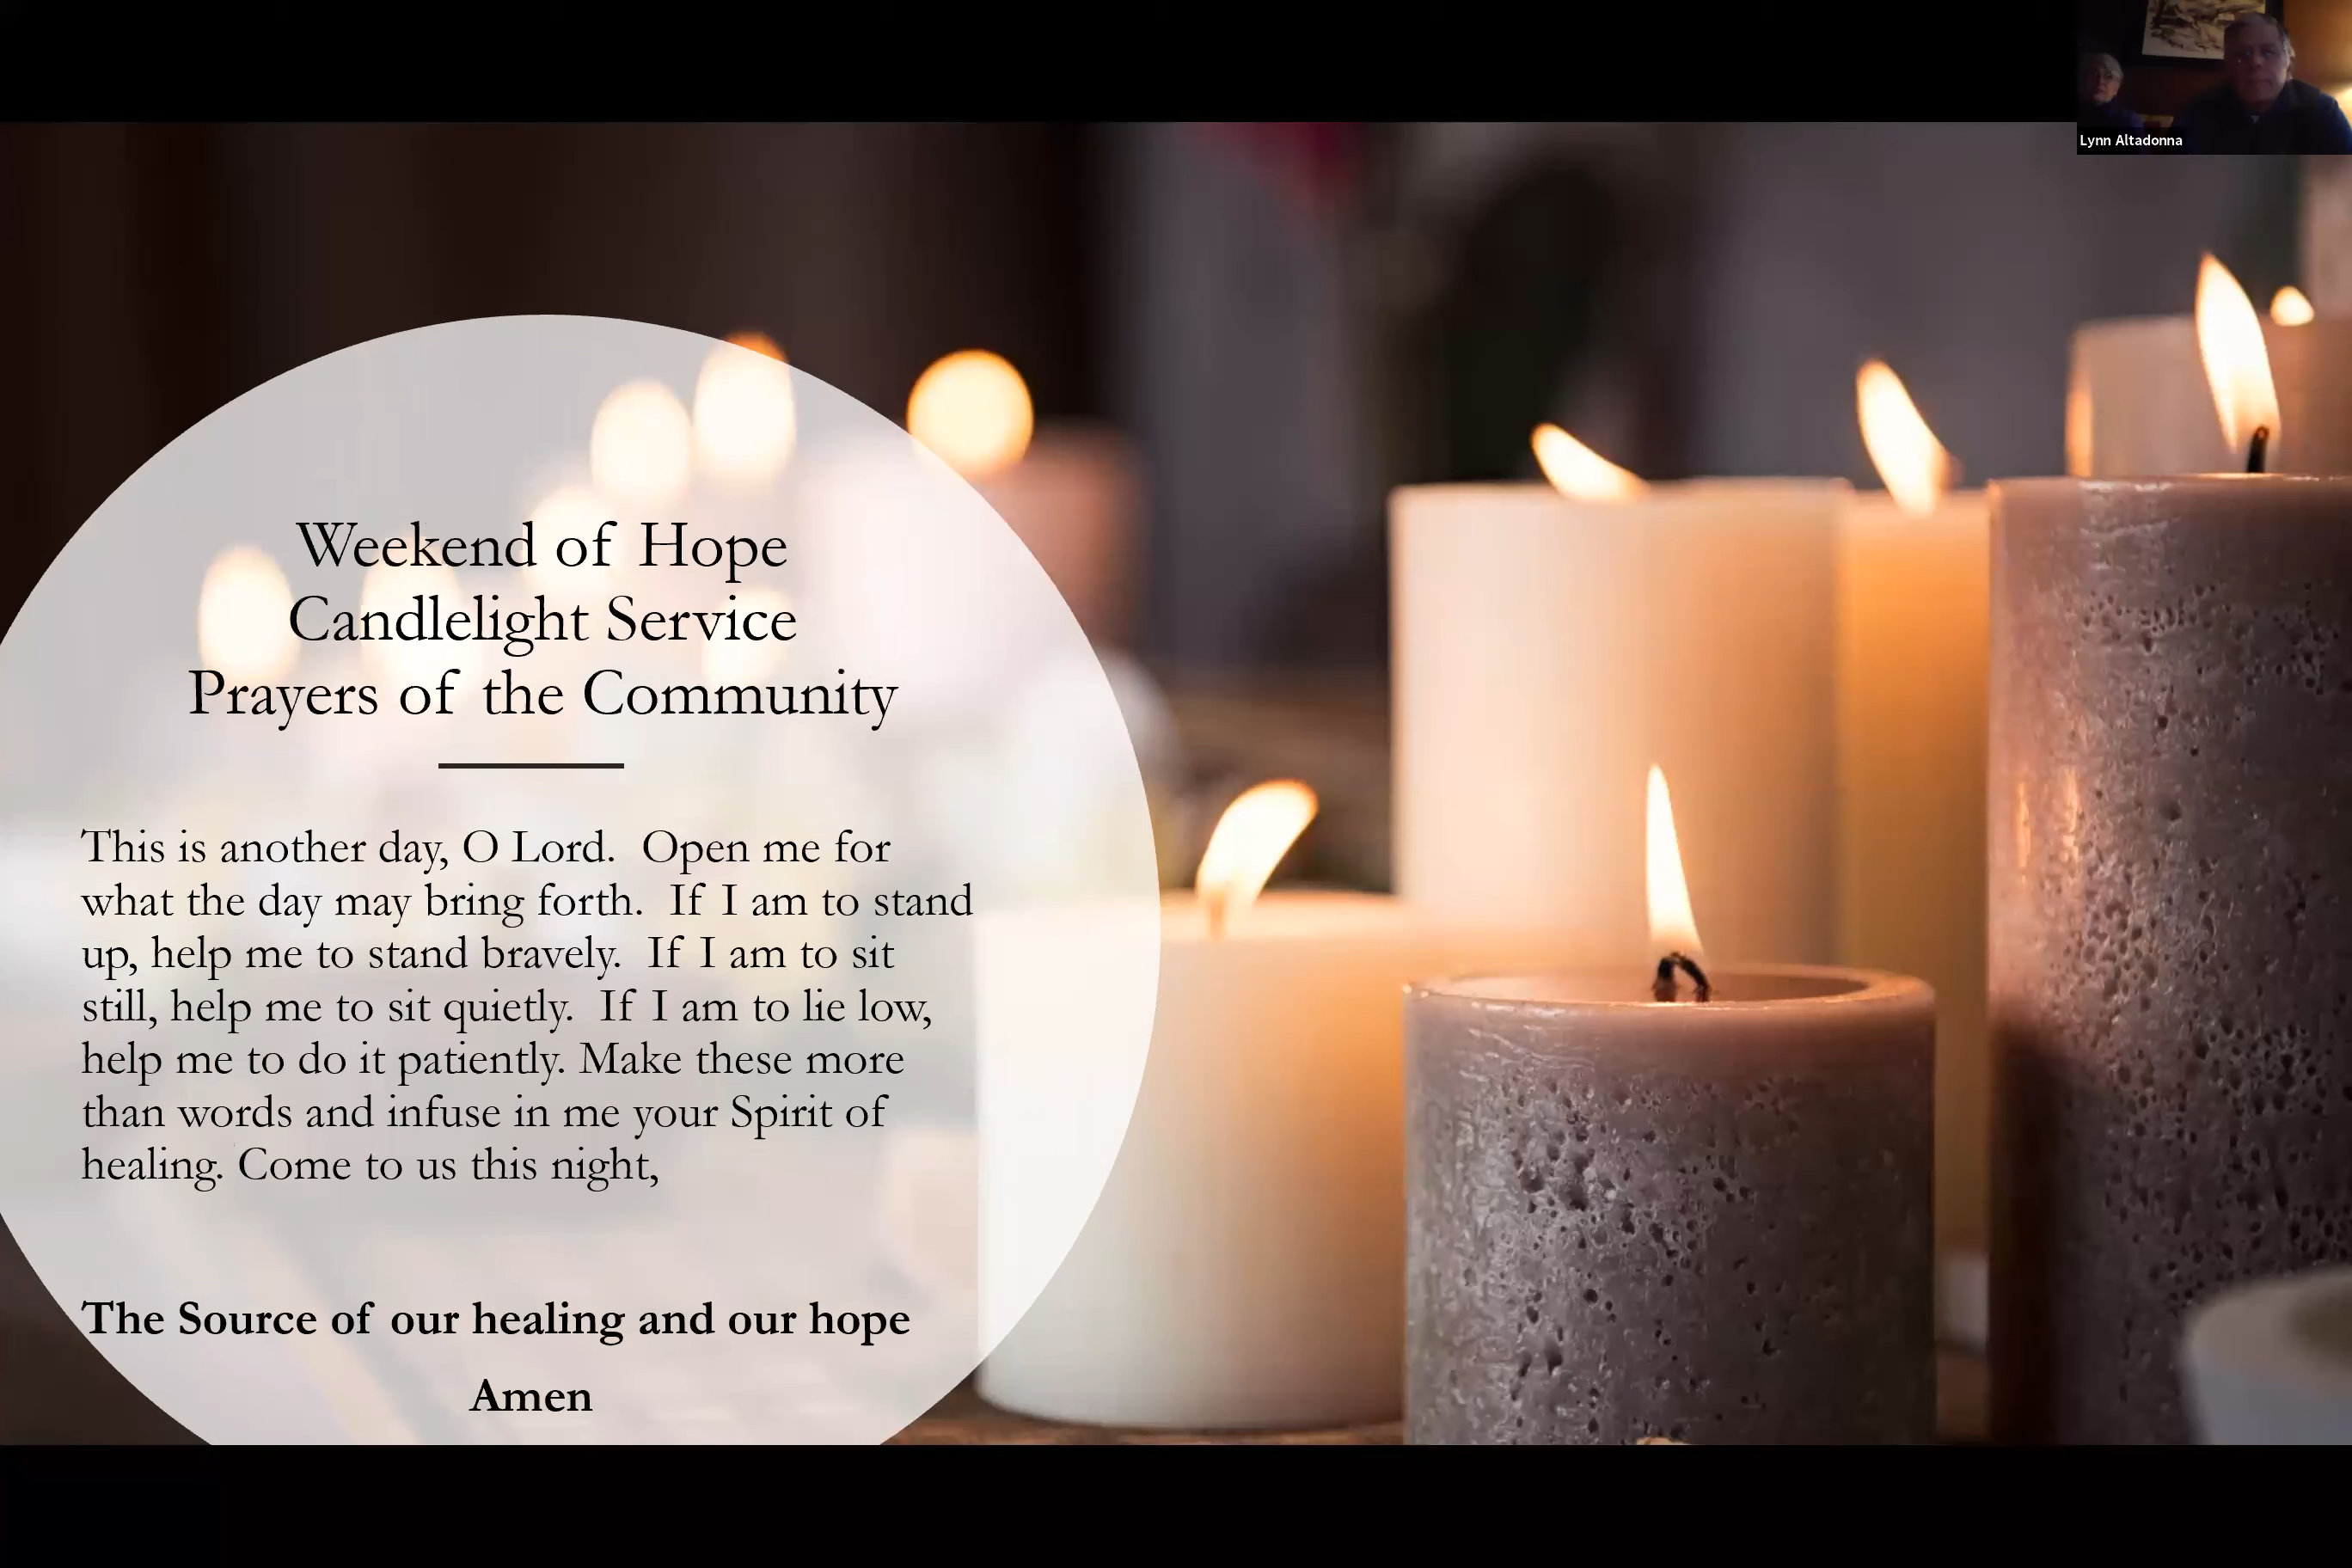 Lynn Altadonna
Weekend of Hope
Candlelight Service
Prayers of the Community
This is another day, O Lord.  Open me for
what the day may bring forth.  If I am to stand
up, help me to stand bravely.  If I am to sit
still, help me to sit quietly.  If I am to lie low,
help me to do it patiently. Make these more
than words and infuse in me your Spirit of
healing. Come to us this night,
The Source of our healing and our hope
Amen